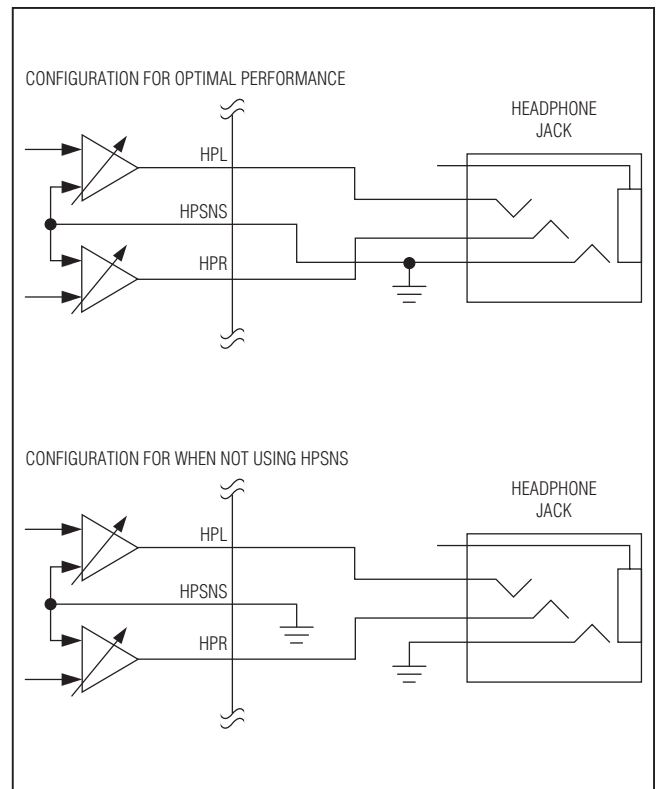 CONFIGURATION FOR OPTIMAL PERFORMANCE
HEADPHONE
JACK
HPL
HPSNS
HPR
CONFIGURATION FOR WHEN NOT USING HPSNS
HEADPHONE
JACK
HPL
HPSNS
HPR